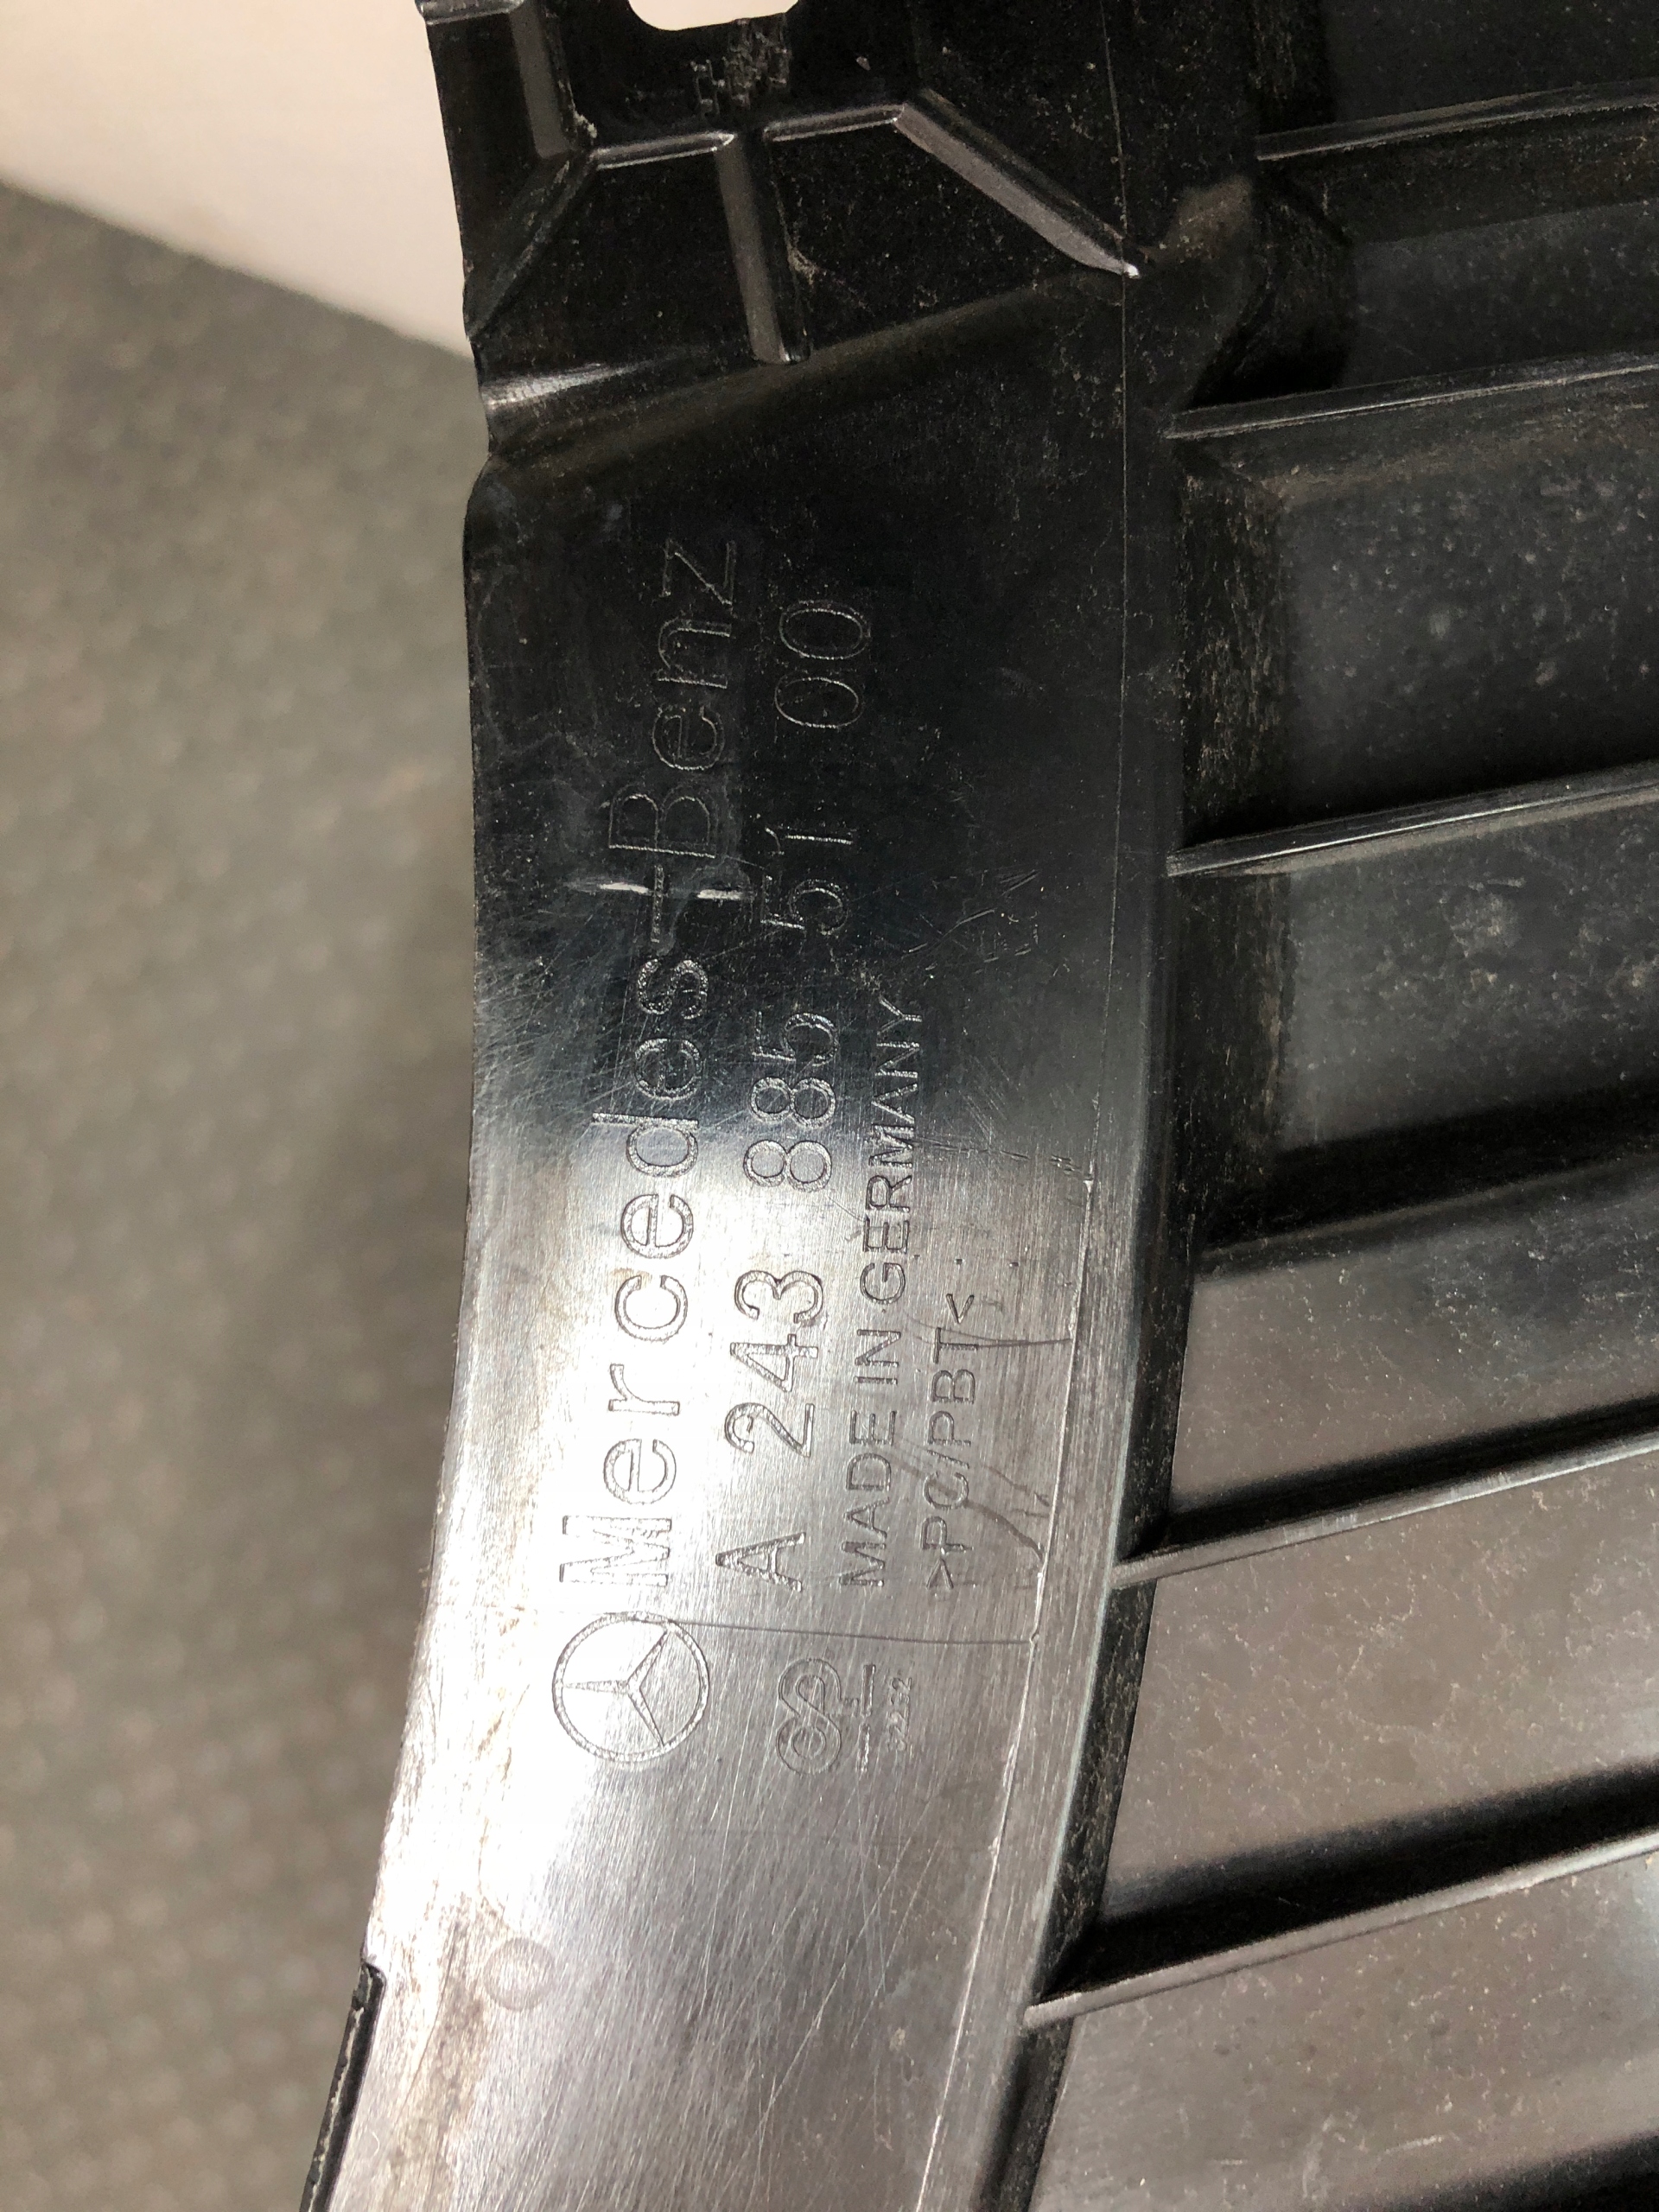 Mercedes-Benz
A 243 885 51 00
MADE IN GERMANY
>PC/PBT<